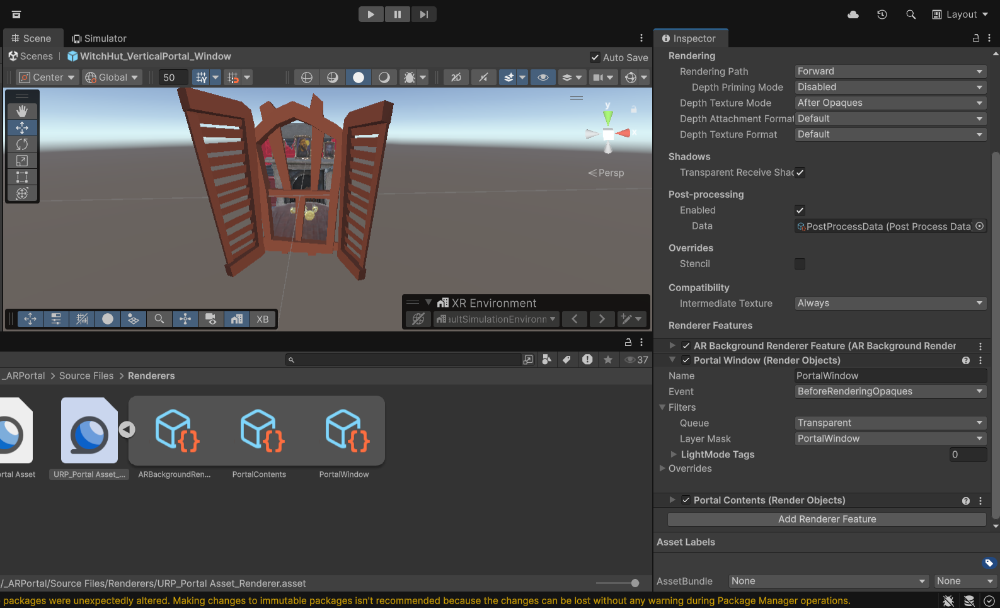 Layout
Scene
Simulator
Inspector
Scenes
WitchHut_VerticalPortal_Window
Auto Save
Center
Global
50
2D
y
x
Persp
XR Environment
aultSimulationEnvironn
XB
37
_ARPortal > Source Files > Renderers
rtal Asset
URP_Portal Asset_...
ARBackgroundRen...
PortalContents
PortalWindow
/_ARPortal/Source Files/Renderers/URP_Portal Asset_Renderer.asset
Rendering
Rendering Path
Forward
Depth Priming Mode
Disabled
Depth Texture Mode
After Opaques
Depth Attachment Format
Default
Depth Texture Format
Default
Shadows
Transparent Receive Shad
Post-processing
Enabled
Data
PostProcessData (Post Process Data)
Overrides
Stencil
Compatibility
Intermediate Texture
Always
Renderer Features
AR Background Renderer Feature (AR Background Render
Portal Window (Render Objects)
Name
PortalWindow
Event
BeforeRenderingOpaques
Filters
Queue
Transparent
Layer Mask
PortalWindow
LightMode Tags
0
Overrides
Portal Contents (Render Objects)
Add Renderer Feature
Asset Labels
AssetBundle
None
None
packages were unexpectedly altered. Making changes to immutable packages isn't recommended because the changes can be lost without any warning during Package Manager operations.